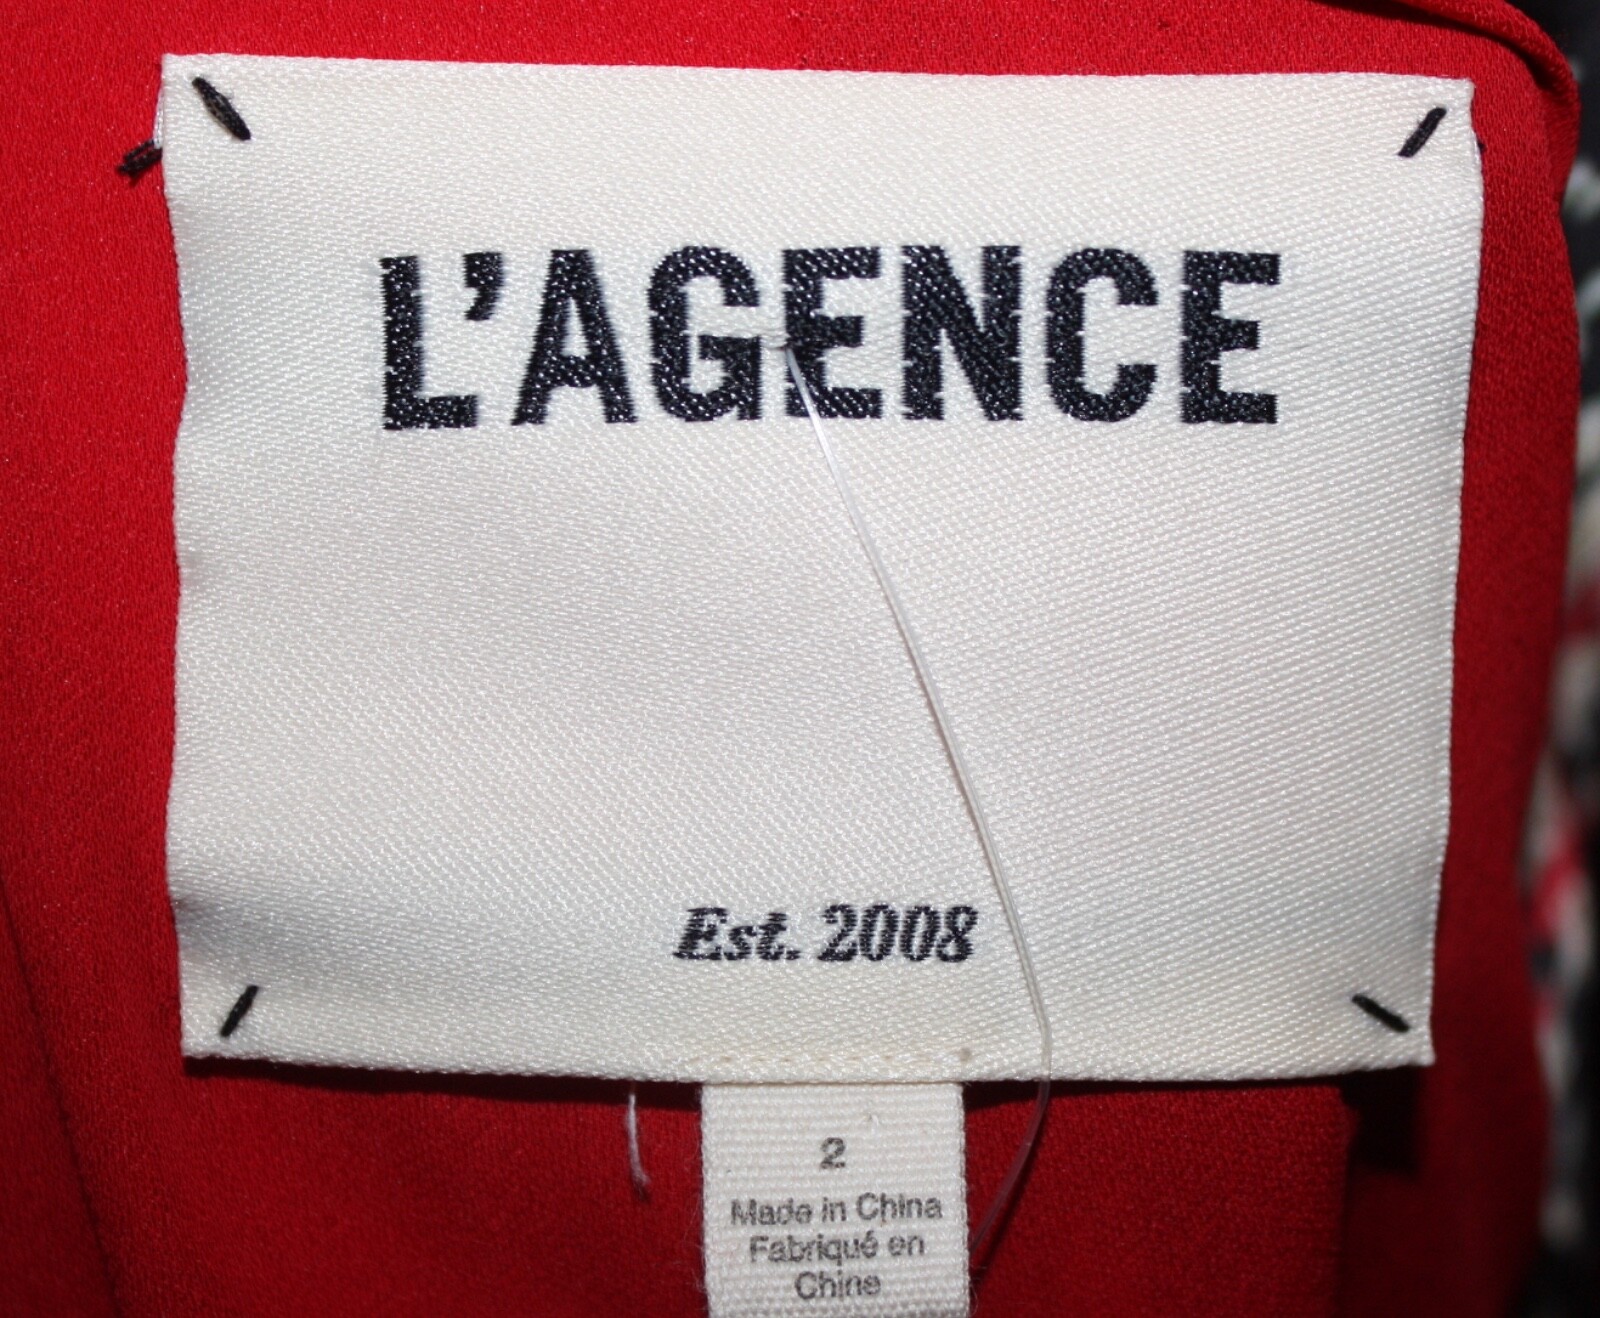 L'AGENCE
Est. 2008
2
Made in China
Fabriqué en
Chine